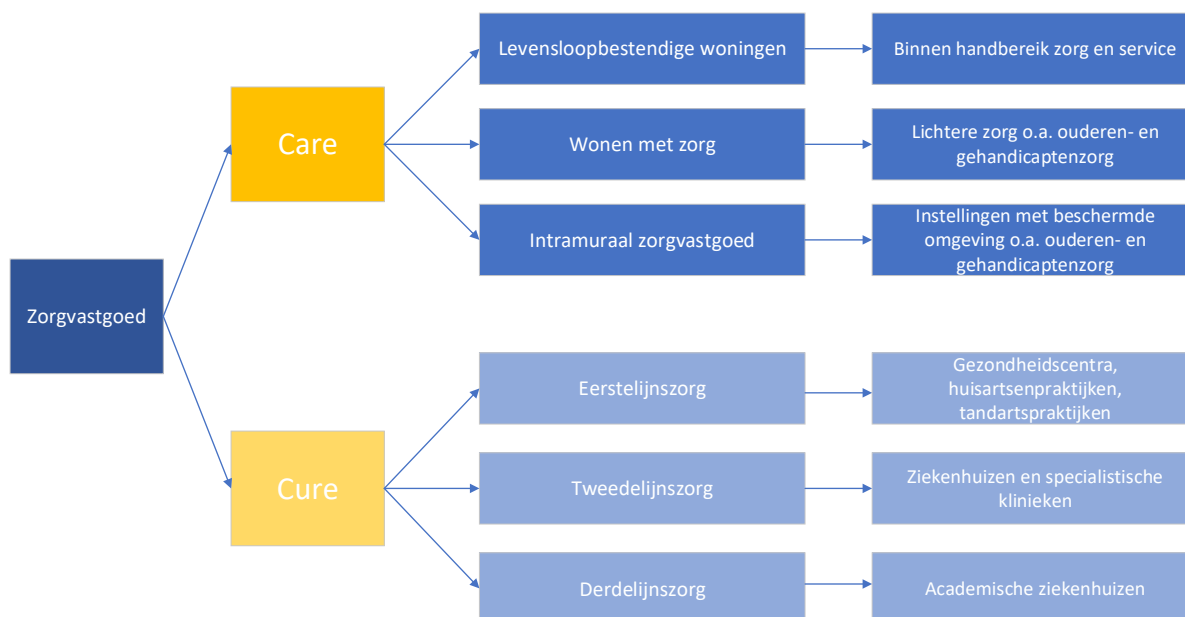 Zorgvastgoed
Care
Levensloopbestendige woningen
Binnen handbereik zorg en service
Wonen met zorg
Lichtere zorg o.a. ouderen- en
gehandicaptenzorg
Intramuraal zorgvastgoed
Instellingen met beschermde
omgeving o.a. ouderen- en
gehandicaptenzorg
Cure
Eerstelijnszorg
Gezondheidscentra,
huisartsenpraktijken,
tandartspraktijken
Tweedelijnszorg
Ziekenhuizen en specialistische
klinieken
Derdelijnszorg
Academische ziekenhuizen